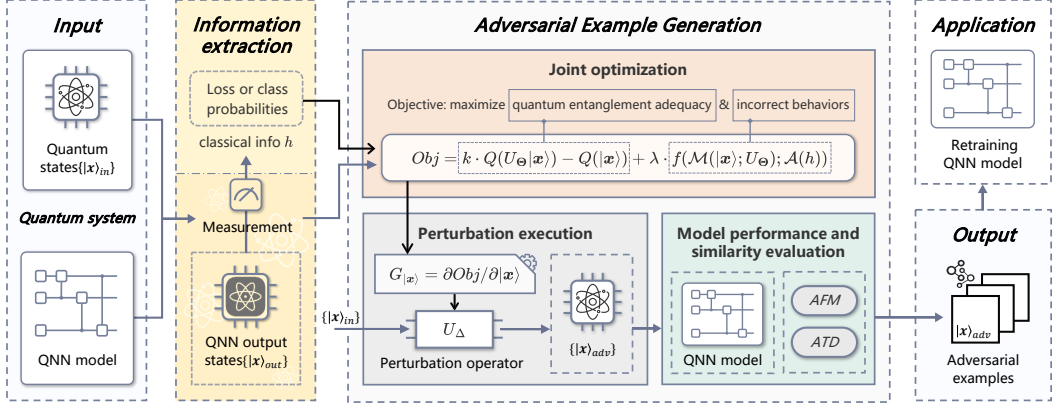 Input
Quantum
states{|x⟩in}
Quantum system
QNN model
Information
extraction
Loss or class
probabilities
classical info h
Measurement
QNN output
states{|x⟩out}
Adversarial Example Generation
Joint optimization
Objective: maximize quantum entanglement adequacy & incorrect behaviors
Obj = k · Q(UΘ|x⟩) − Q(|x⟩) + λ · f(M(|x⟩; UΘ); A(h))
Perturbation execution
G|x⟩ = ∂Obj/∂|x⟩
{|x⟩in}
UΔ
Perturbation operator
{|x⟩adv}
Model performance and
similarity evaluation
QNN model
AFM
ATD
Application
Retraining
QNN model
Output
|x⟩adv
Adversarial
examples